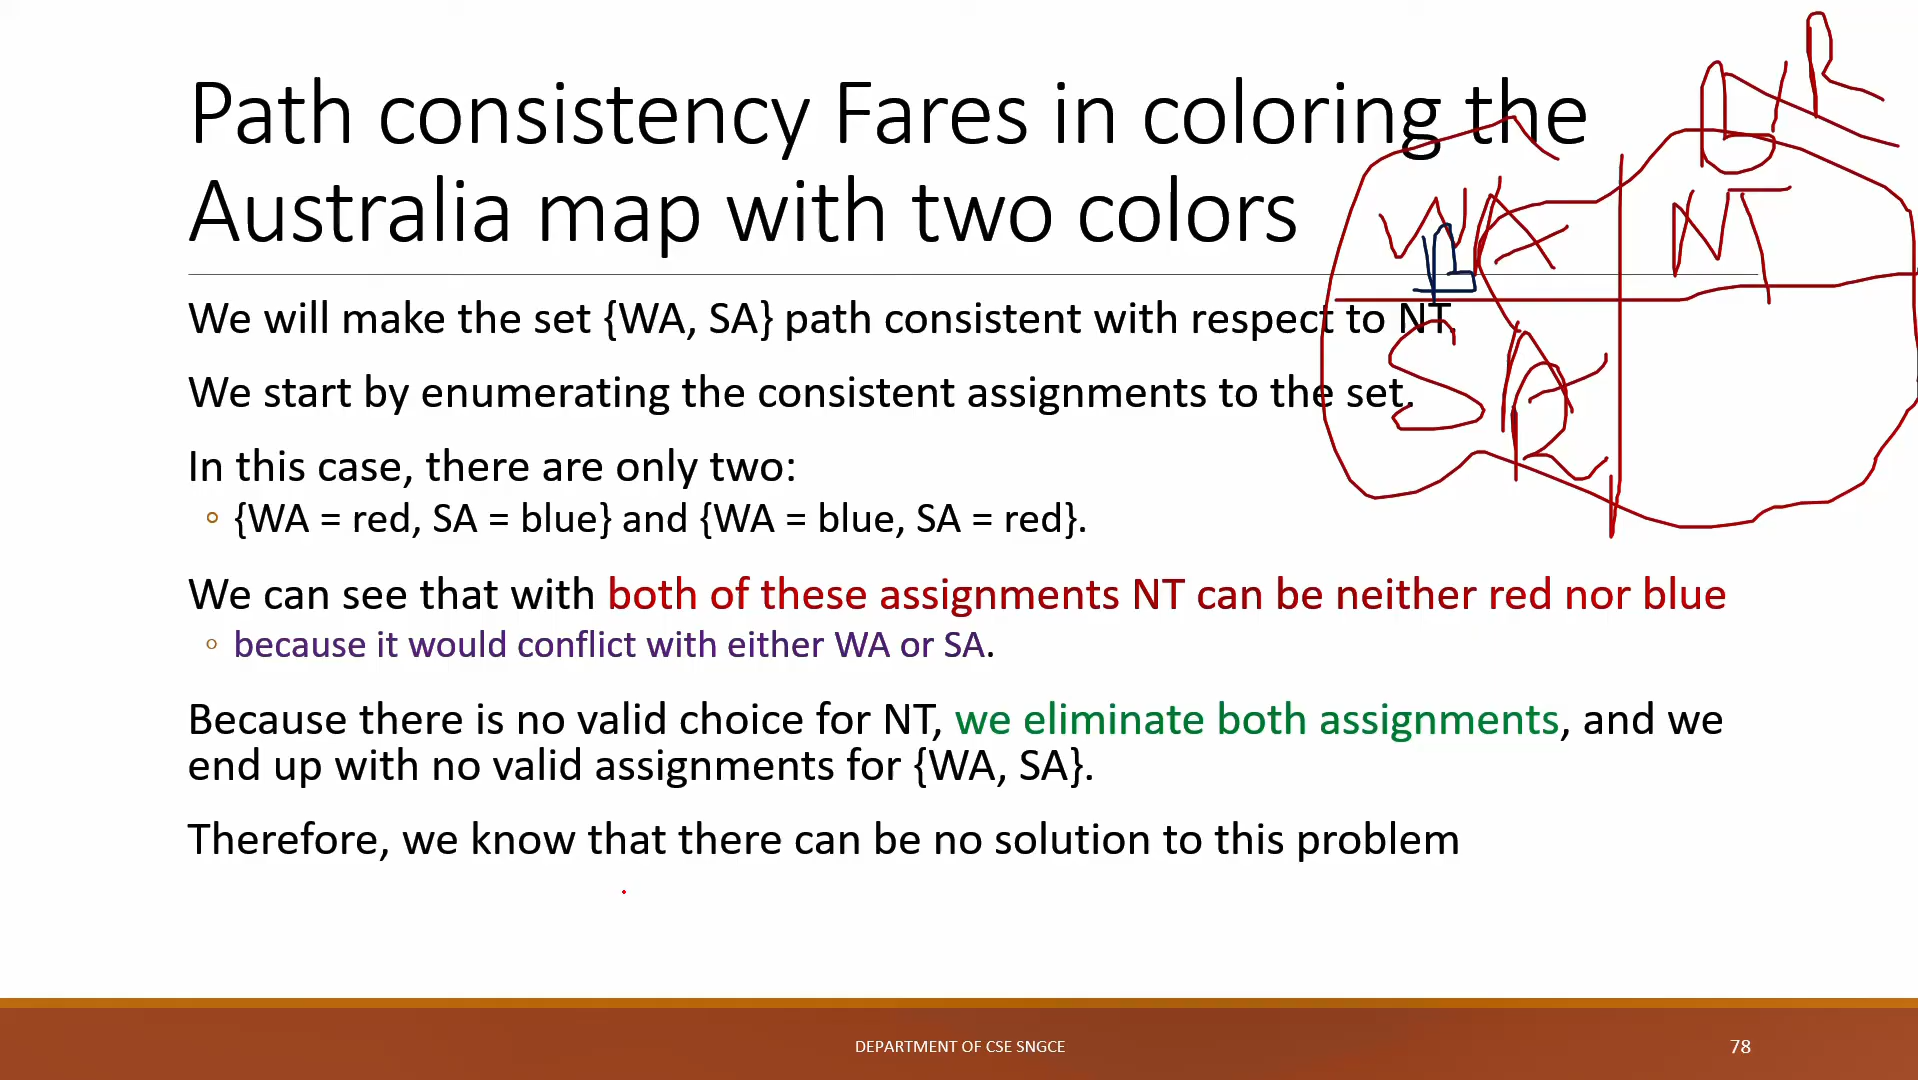 Path consistency Fares in coloring the
Australia map with two colors
We will make the set {WA, SA} path consistent with respect to NT.
We start by enumerating the consistent assignments to the set.
In this case, there are only two:
{WA = red, SA = blue} and {WA = blue, SA = red}.
We can see that with both of these assignments NT can be neither red nor blue
because it would conflict with either WA or SA.
Because there is no valid choice for NT, we eliminate both assignments, and we
end up with no valid assignments for {WA, SA}.
Therefore, we know that there can be no solution to this problem
WA
NT
SA
R
DEPARTMENT OF CSE SNGCE
78